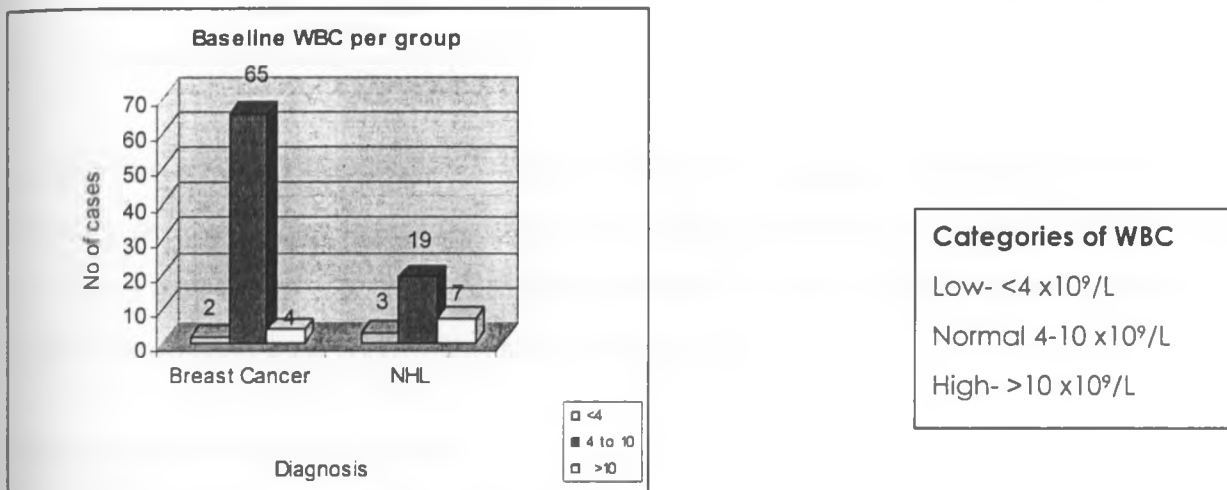 Baseline WBC per group
65
70
60
50
40
30
20
10
0
No of cases
2
4
3
19
7
Breast Cancer NHL
Diagnosis
<4
4 to 10
>10
Categories of WBC
Low- <4 x10⁹/L
Normal 4-10 x10⁹/L
High- >10 x10⁹/L